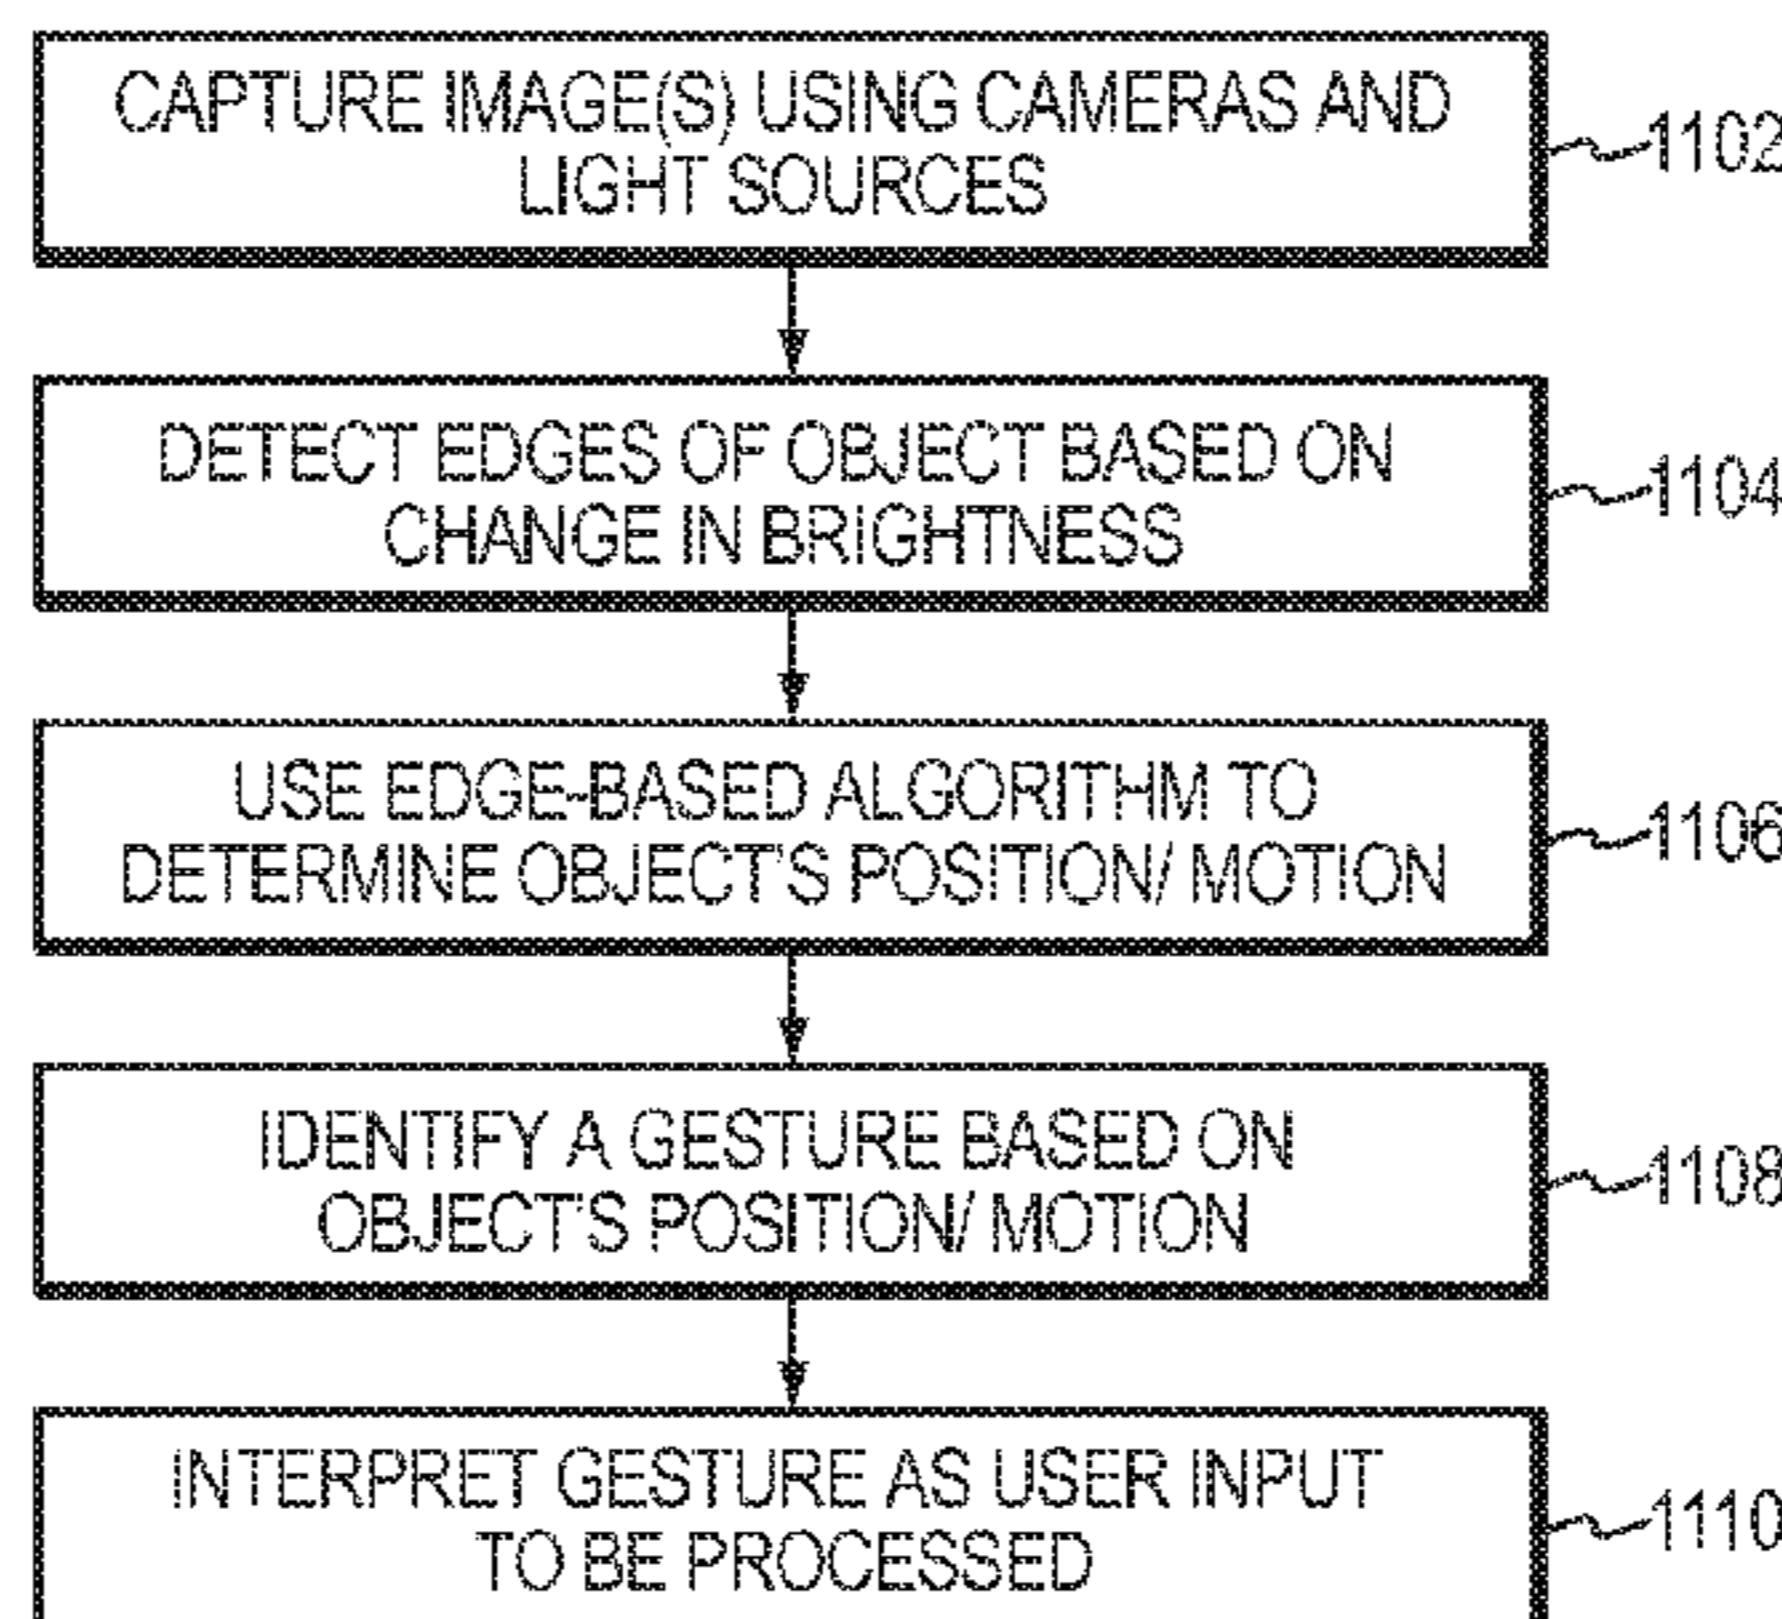 CAPTURE IMAGE(S) USING CAMERAS AND
LIGHT SOURCES
1102
DETECT EDGES OF OBJECT BASED ON
CHANGE IN BRIGHTNESS
1104
USE EDGE-BASED ALGORITHM TO
DETERMINE OBJECT'S POSITION/ MOTION
1106
IDENTIFY A GESTURE BASED ON
OBJECT'S POSITION/ MOTION
1108
INTERPRET GESTURE AS USER INPUT
TO BE PROCESSED
1110